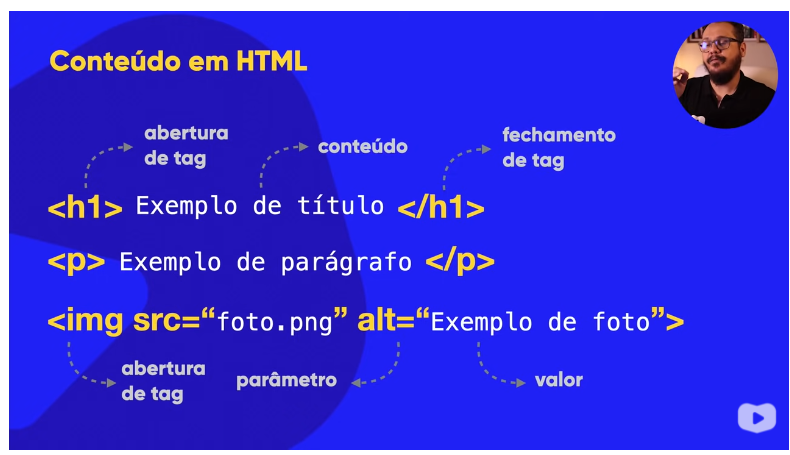 Conteúdo em HTML
abertura
de tag
conteúdo
fechamento
de tag
<h1> Exemplo de título </h1>
<p> Exemplo de parágrafo </p>
<img src=“foto.png” alt=“Exemplo de foto”>
abertura
de tag
parâmetro
valor